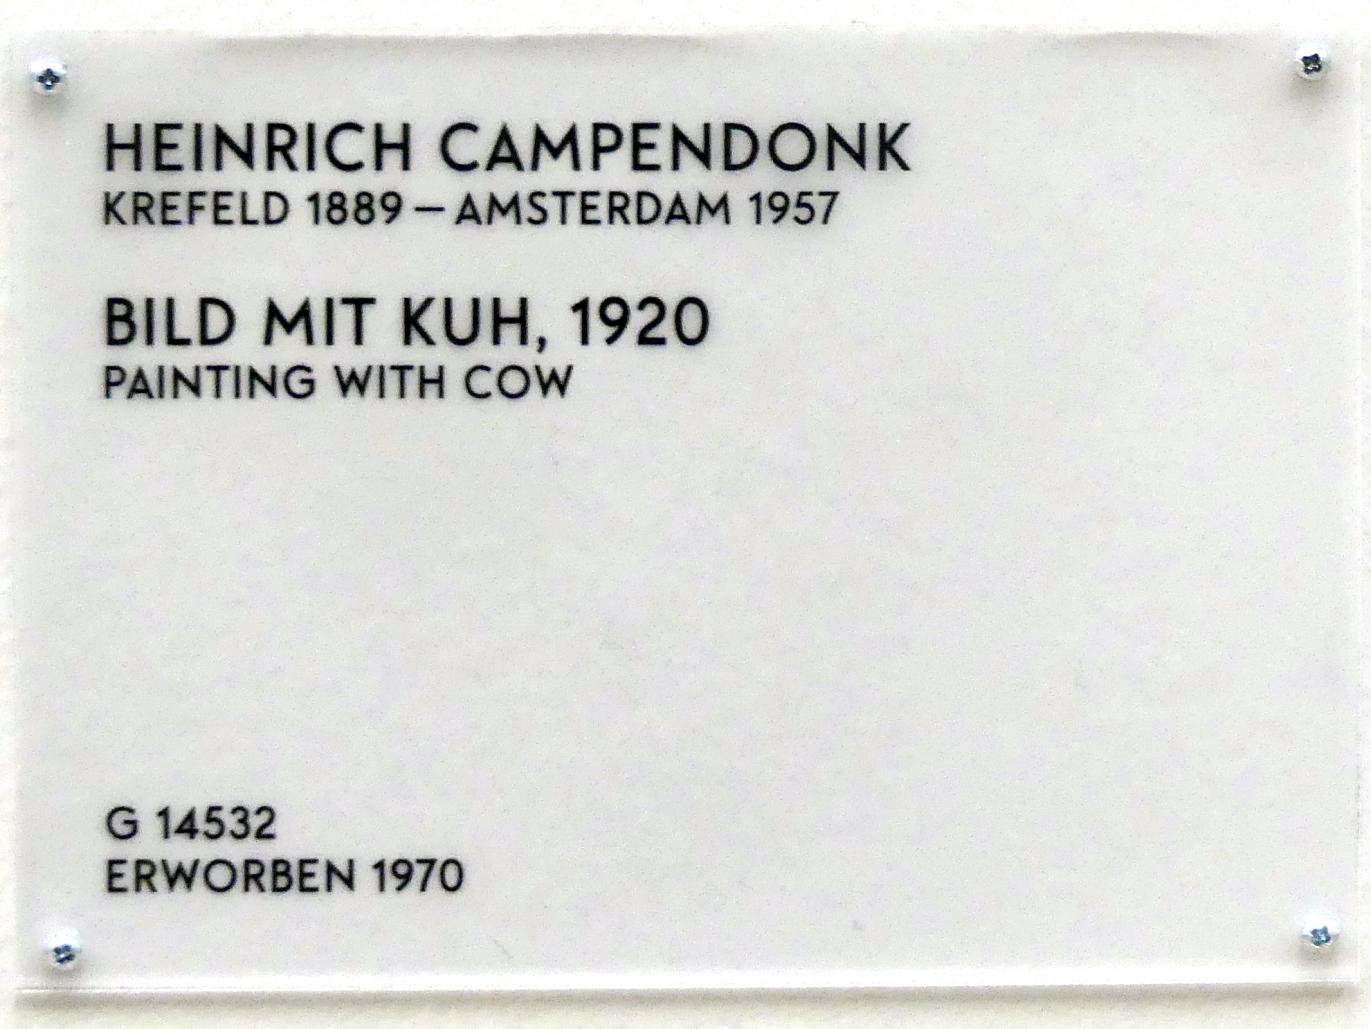 HEINRICH CAMPENDONK
KREFELD 1889 – AMSTERDAM 1957
BILD MIT KUH, 1920
PAINTING WITH COW
G 14532
ERWORBEN 1970